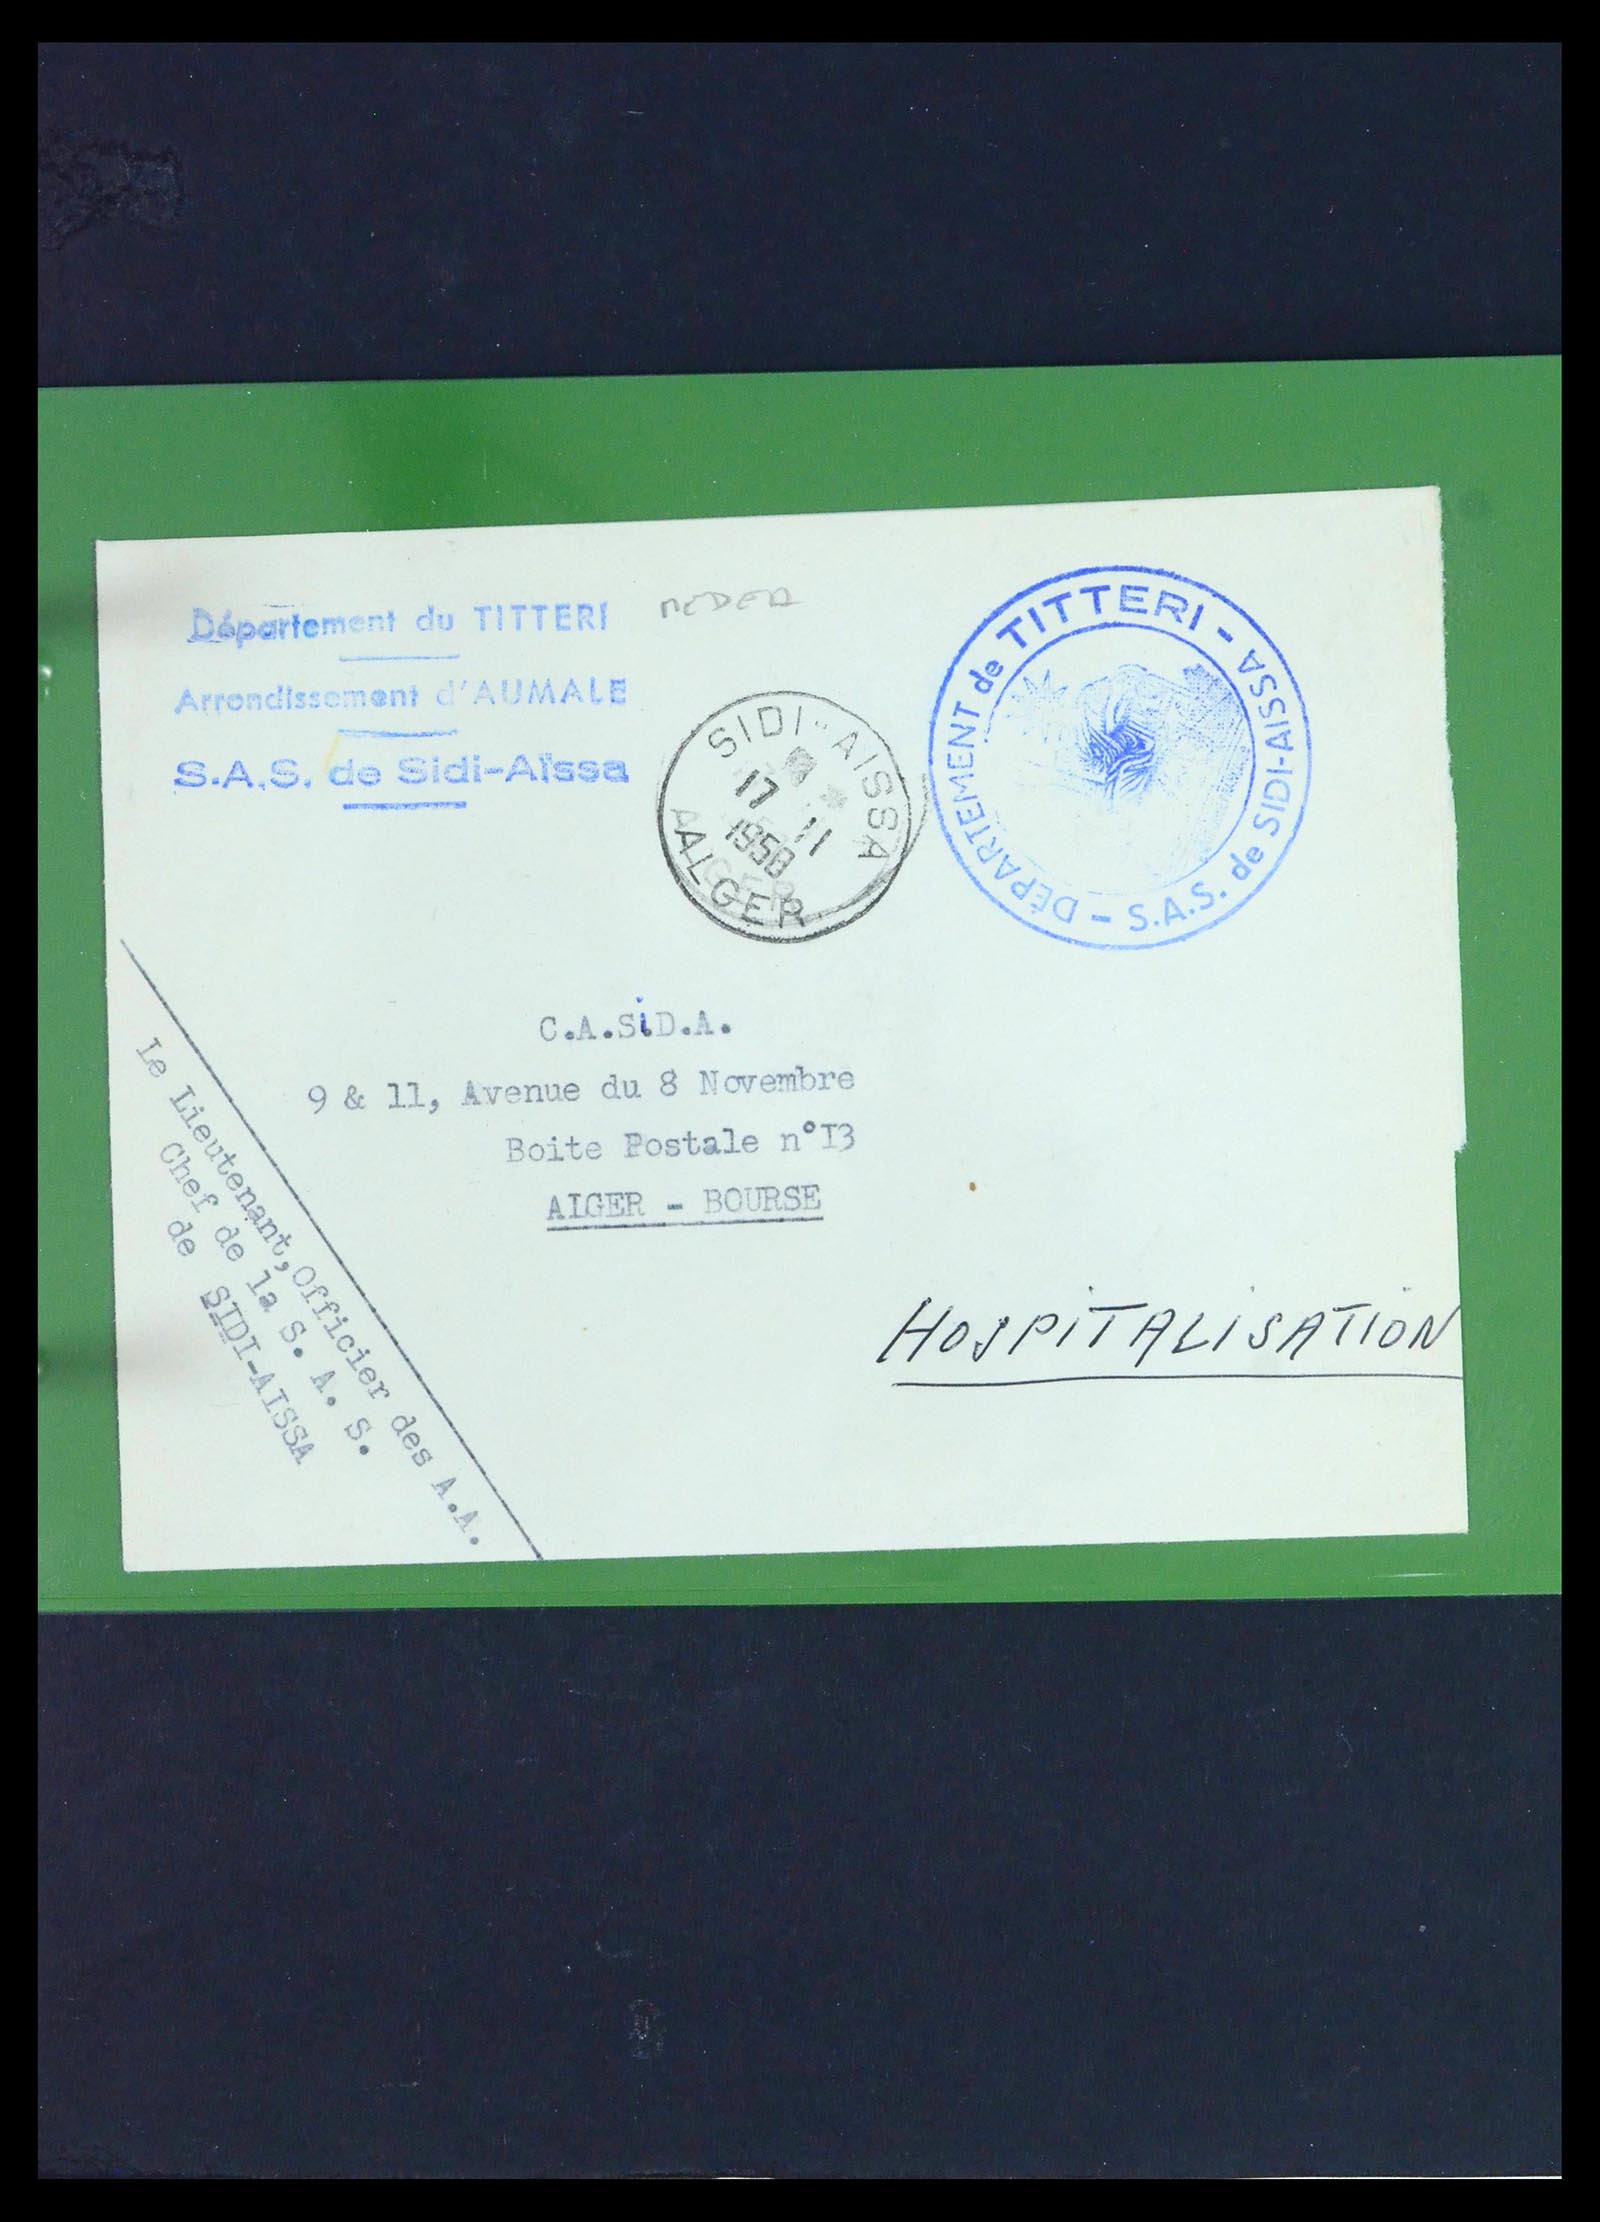 Département du TITTERI
Arrondissement d'AUMALE
S.A.S. de Sidi-Aïssa
SIDI-AISSA
17 11
1958
ALGER
DÉPARTEMENT de TITTERI - AISSA
- S.A.S. de SIDI-AISSA
C.A.SiD.A.
9 & 11, Avenue du 8 Novembre
Boite Postale n°I3
AlGER - BOURSE
HOSPiTALiSATiON
Le Lieutenant, Officier des A.A.
Chef de la S. A. S.
de SIDI-AISSA